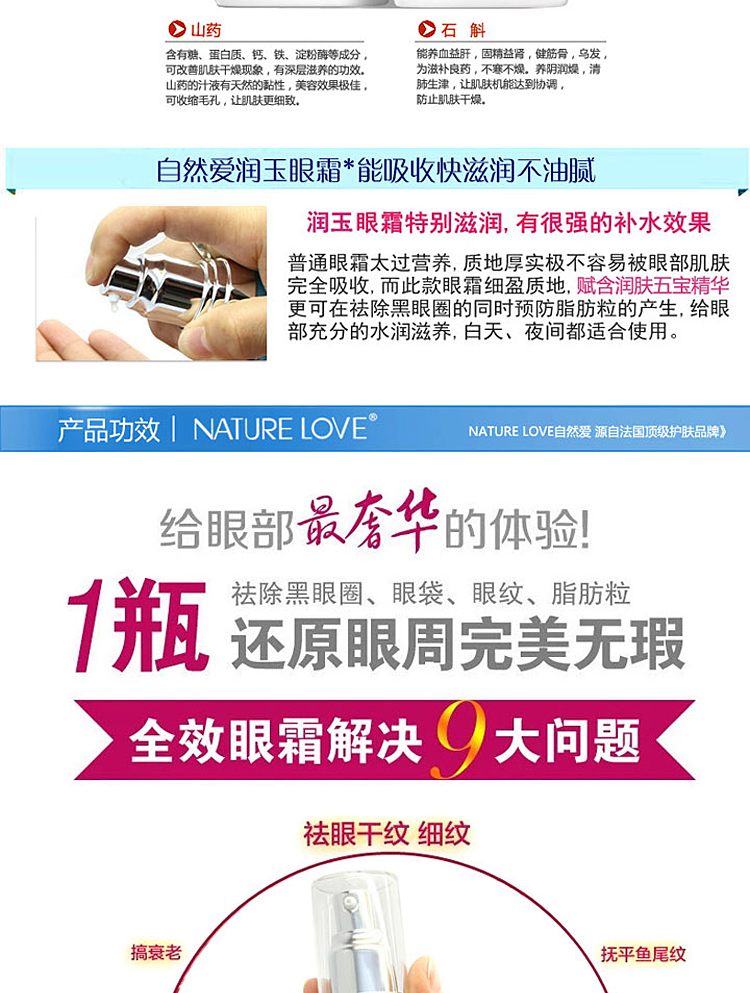 山药
含有糖、蛋白质、钙、铁、淀粉酶等成分，
可改善肌肤干燥现象，有深层滋养的功效。
山药的汁液有天然的黏性，美容效果极佳，
可收缩毛孔，让肌肤更细致。
石 斛
能养血益肝，固精益肾，健筋骨，乌发，
为滋补良药，不寒不燥。养阴润燥，清
肺生津，让肌肤机能达到协调，
防止肌肤干燥。
自然爱润玉眼霜*能吸收快滋润不油腻
润玉眼霜特别滋润,有很强的补水效果
普通眼霜太过营养,质地厚实极不容易被眼部肌肤
完全吸收,而此款眼霜细盈质地,赋含润肤五宝精华
更可在祛除黑眼圈的同时预防脂肪粒的产生,给眼
部充分的水润滋养,白天、夜间都适合使用。
产品功效 | NATURE LOVE®
NATURE LOVE自然爱 源自法国顶级护肤品牌》
给眼部最奢华的体验!
1瓶
祛除黑眼圈、眼袋、眼纹、脂肪粒
还原眼周完美无瑕
全效眼霜解决9大问题
祛眼干纹 细纹
搞衰老
抚平鱼尾纹